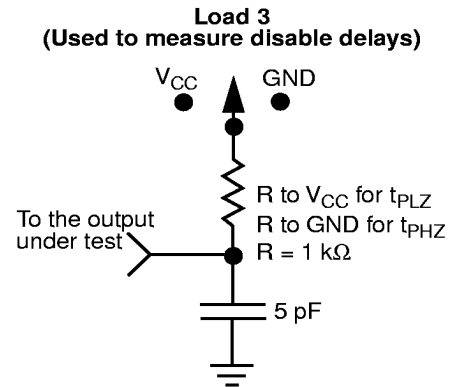 Load 3
(Used to measure disable delays)
VCC
GND
R to VCC for tPLZ
R to GND for tPHZ
R = 1 kΩ
To the output
under test
5 pF